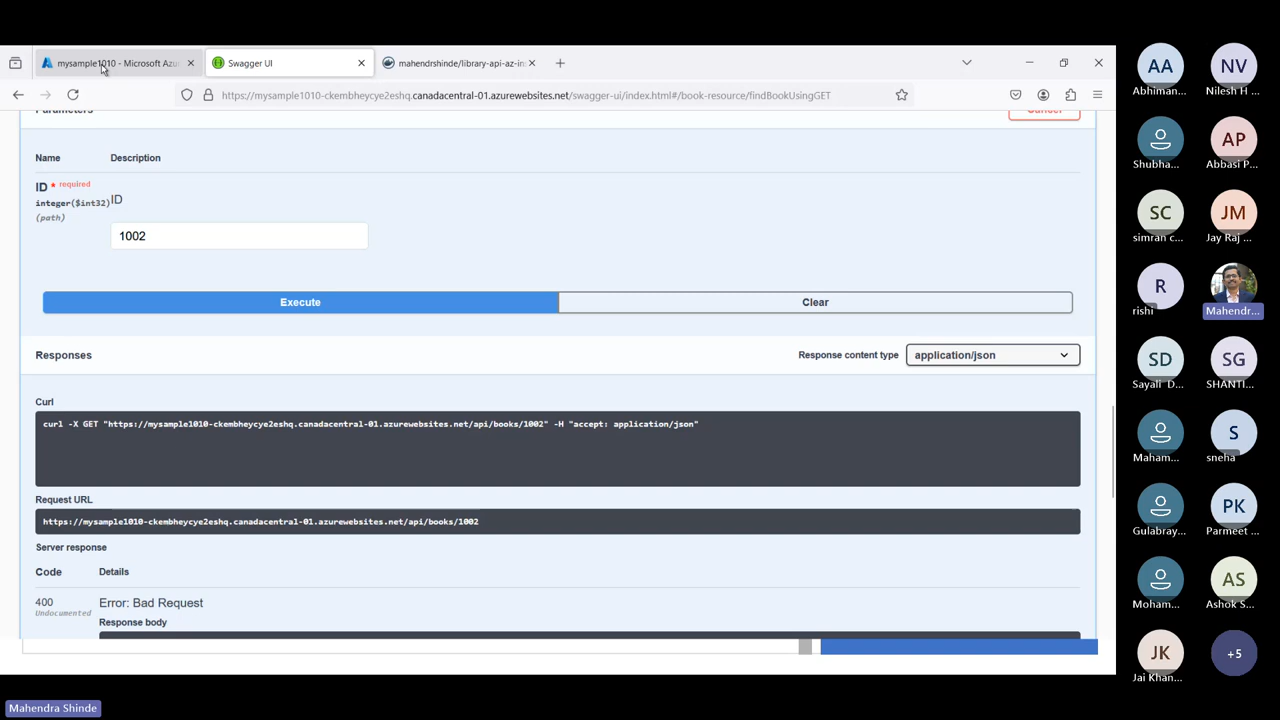 mysample1010 - Microsoft Azu
Swagger UI
mahendrshinde/library-api-az-in
https://mysample1010-ckembheycye2eshq.canadacentral-01.azurewebsites.net/swagger-ui/index.html#/book-resource/findBookUsingGET
Parameters
Cancel
Name
Description
ID * required
integer($int32)
(path)
ID
1002
Execute
Clear
Responses
Response content type
application/json
Curl
curl -X GET "https://mysample1010-ckembheycye2eshq.canadacentral-01.azurewebsites.net/api/books/1002" -H "accept: application/json"
Request URL
https://mysample1010-ckembheycye2eshq.canadacentral-01.azurewebsites.net/api/books/1002
Server response
Code
Details
400
Undocumented
Error: Bad Request
Response body
AA
Abhiman...
NV
Nilesh H ...
Shubha...
AP
Abbasi P...
SC
simran c...
JM
Jay Raj ...
R
rishi
Mahendr...
SD
Sayali D...
SG
SHANTI...
Maham...
S
sneha
Gulabray...
PK
Parmeet ...
Moham...
AS
Ashok S...
JK
Jai Khan...
+5
Mahendra Shinde